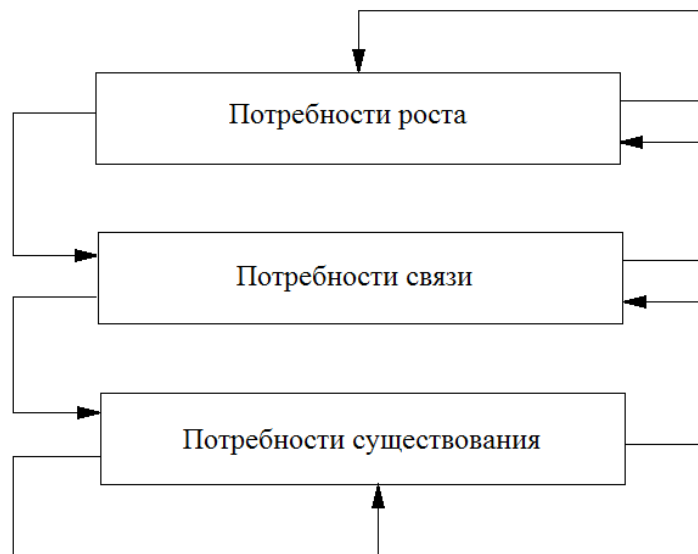 Потребности роста
Потребности связи
Потребности существования